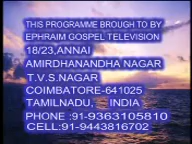 THIS PROGRAMME BROUGH TO BY
EPHRAIM GOSPEL TELEVISION
18/23,ANNAI
AMIRDHANANDHA NAGAR
T.V.S.NAGAR
COIMBATORE-641025
TAMILNADU, INDIA
PHONE :91-9363105810
CELL:91-9443816702